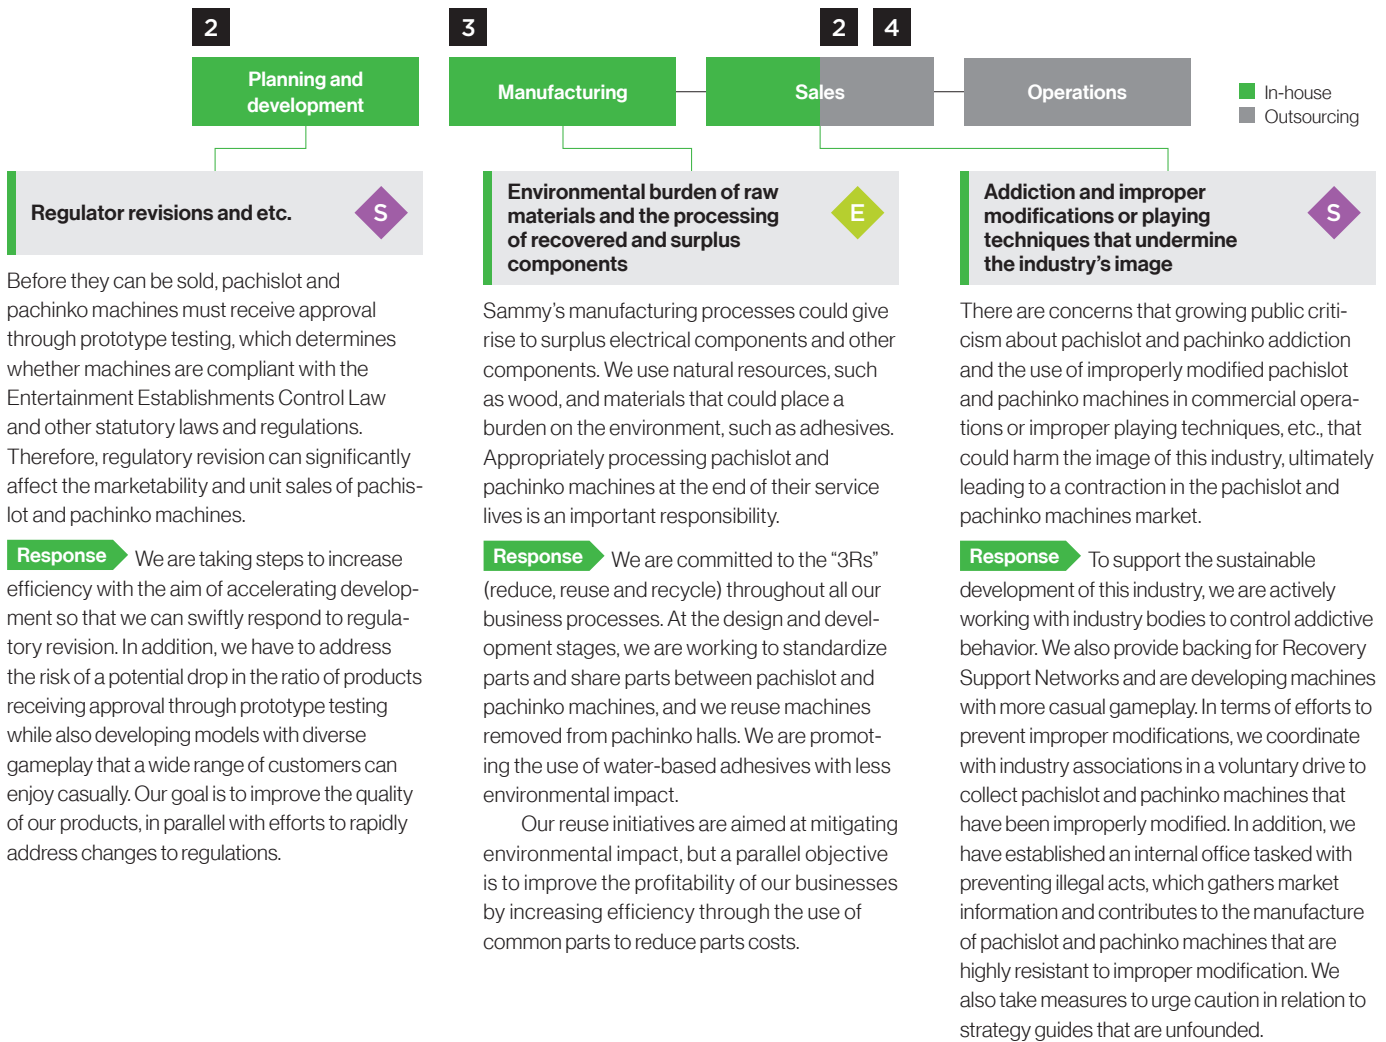 2
3
2 4
Planning and
development
Manufacturing
Sales
Operations
In-house
Outsourcing
Regulator revisions and etc.
S
Before they can be sold, pachislot and
pachinko machines must receive approval
through prototype testing, which determines
whether machines are compliant with the
Entertainment Establishments Control Law
and other statutory laws and regulations.
Therefore, regulatory revision can significantly
affect the marketability and unit sales of pachis-
lot and pachinko machines.
Response We are taking steps to increase
efficiency with the aim of accelerating develop-
ment so that we can swiftly respond to regula-
tory revision. In addition, we have to address
the risk of a potential drop in the ratio of products
receiving approval through prototype testing
while also developing models with diverse
gameplay that a wide range of customers can
enjoy casually. Our goal is to improve the quality
of our products, in parallel with efforts to rapidly
address changes to regulations.
Environmental burden of raw
materials and the processing
of recovered and surplus
components
E
Sammy's manufacturing processes could give
rise to surplus electrical components and other
components. We use natural resources, such
as wood, and materials that could place a
burden on the environment, such as adhesives.
Appropriately processing pachislot and
pachinko machines at the end of their service
lives is an important responsibility.
Response We are committed to the “3Rs”
(reduce, reuse and recycle) throughout all our
business processes. At the design and devel-
opment stages, we are working to standardize
parts and share parts between pachislot and
pachinko machines, and we reuse machines
removed from pachinko halls. We are promot-
ing the use of water-based adhesives with less
environmental impact.
Our reuse initiatives are aimed at mitigating
environmental impact, but a parallel objective
is to improve the profitability of our businesses
by increasing efficiency through the use of
common parts to reduce parts costs.
Addiction and improper
modifications or playing
techniques that undermine
the industry's image
S
There are concerns that growing public criti-
cism about pachislot and pachinko addiction
and the use of improperly modified pachislot
and pachinko machines in commercial opera-
tions or improper playing techniques, etc., that
could harm the image of this industry, ultimately
leading to a contraction in the pachislot and
pachinko machines market.
Response To support the sustainable
development of this industry, we are actively
working with industry bodies to control addictive
behavior. We also provide backing for Recovery
Support Networks and are developing machines
with more casual gameplay. In terms of efforts to
prevent improper modifications, we coordinate
with industry associations in a voluntary drive to
collect pachislot and pachinko machines that
have been improperly modified. In addition, we
have established an internal office tasked with
preventing illegal acts, which gathers market
information and contributes to the manufacture
of pachislot and pachinko machines that are
highly resistant to improper modification. We
also take measures to urge caution in relation to
strategy guides that are unfounded.